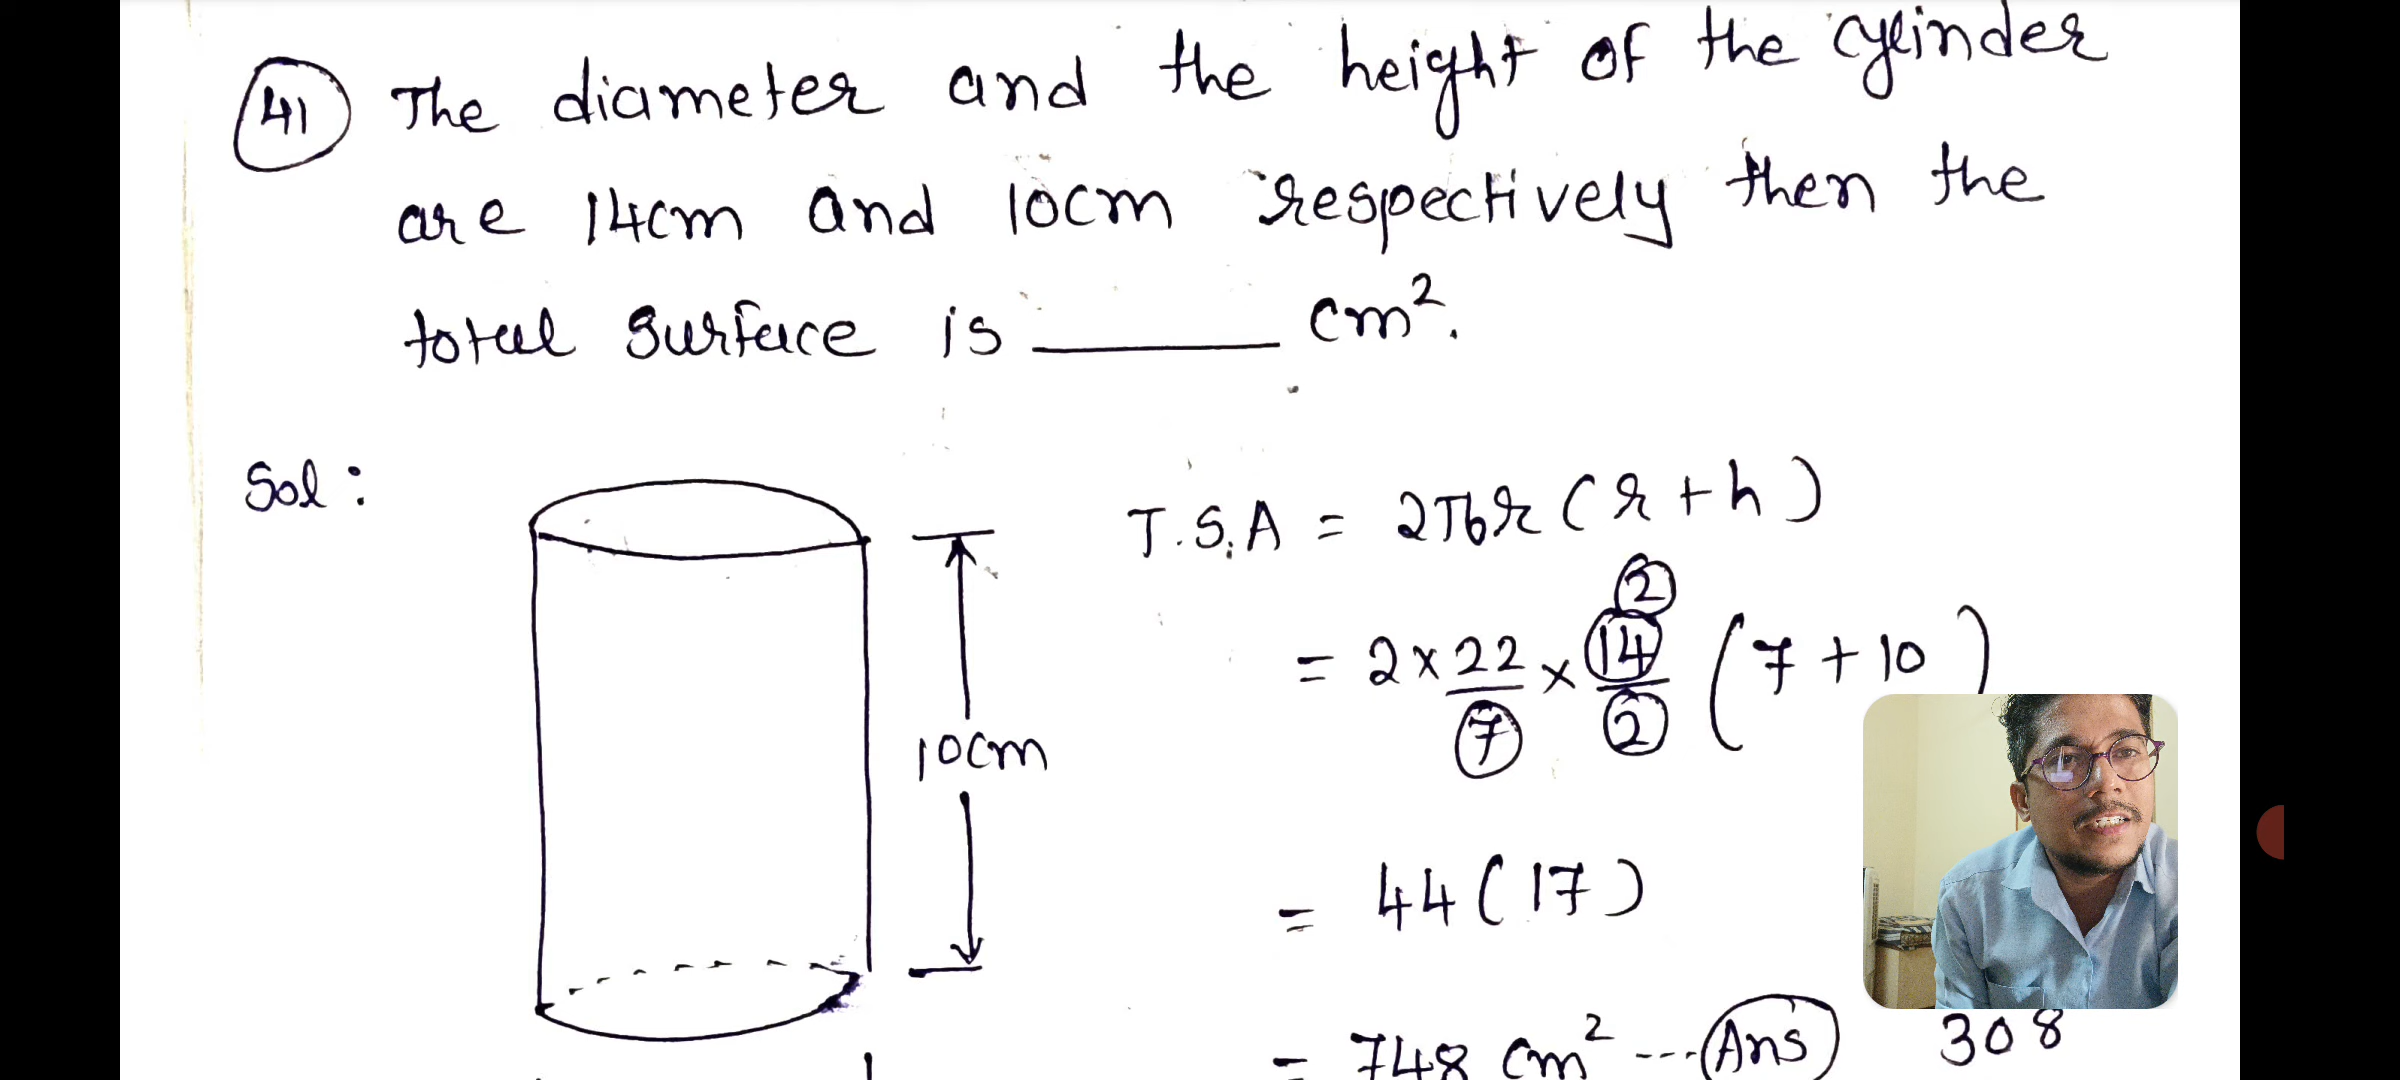 41 The diameter and the height of the cylinder
are 14cm and 10cm respectively then the
total surface is ______ cm².
Sol :
T.S.A = 2πr (r + h)
2
= 2 × 22/7 × 14/2 (7 + 10)
10cm
= 44 (17)
= 748 cm² ---- Ans 308